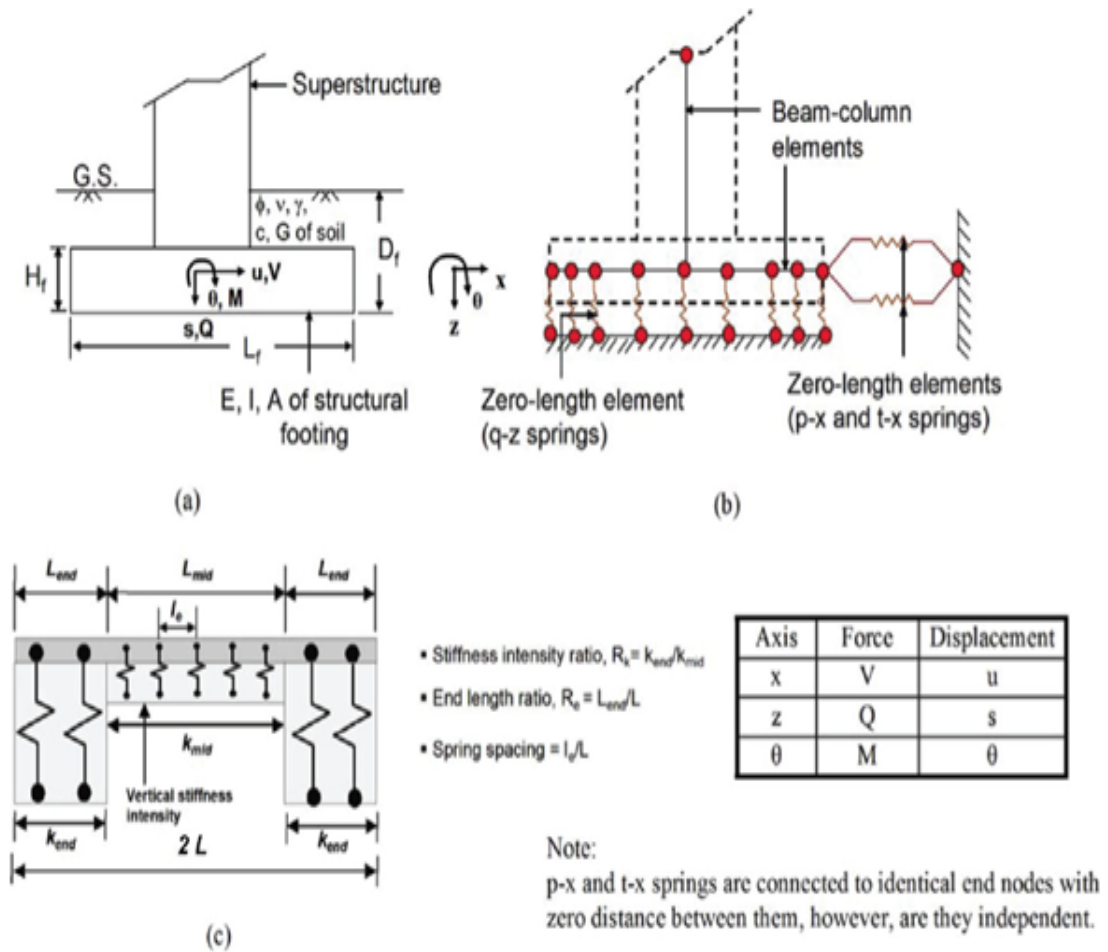 Superstructure
G.S.
ϕ, ν, γ,
c, G of soil
H_f
D_f
u,V
θ, M
s,Q
L_f
E, I, A of structural
footing
(a)
Beam-column
elements
x
θ
z
Zero-length element
(q-z springs)
Zero-length elements
(p-x and t-x springs)
(b)
L_end
L_mid
L_end
l_e
k_mid
Vertical stiffness
intensity
k_end
k_end
2 L
(c)
▪ Stiffness intensity ratio, R_k= k_end/k_mid
▪ End length ratio, R_e = L_end/L
▪ Spring spacing = l_e/L
Axis Force Displacement
x V u
z Q s
θ M θ
Note:
p-x and t-x springs are connected to identical end nodes with
zero distance between them, however, are they independent.